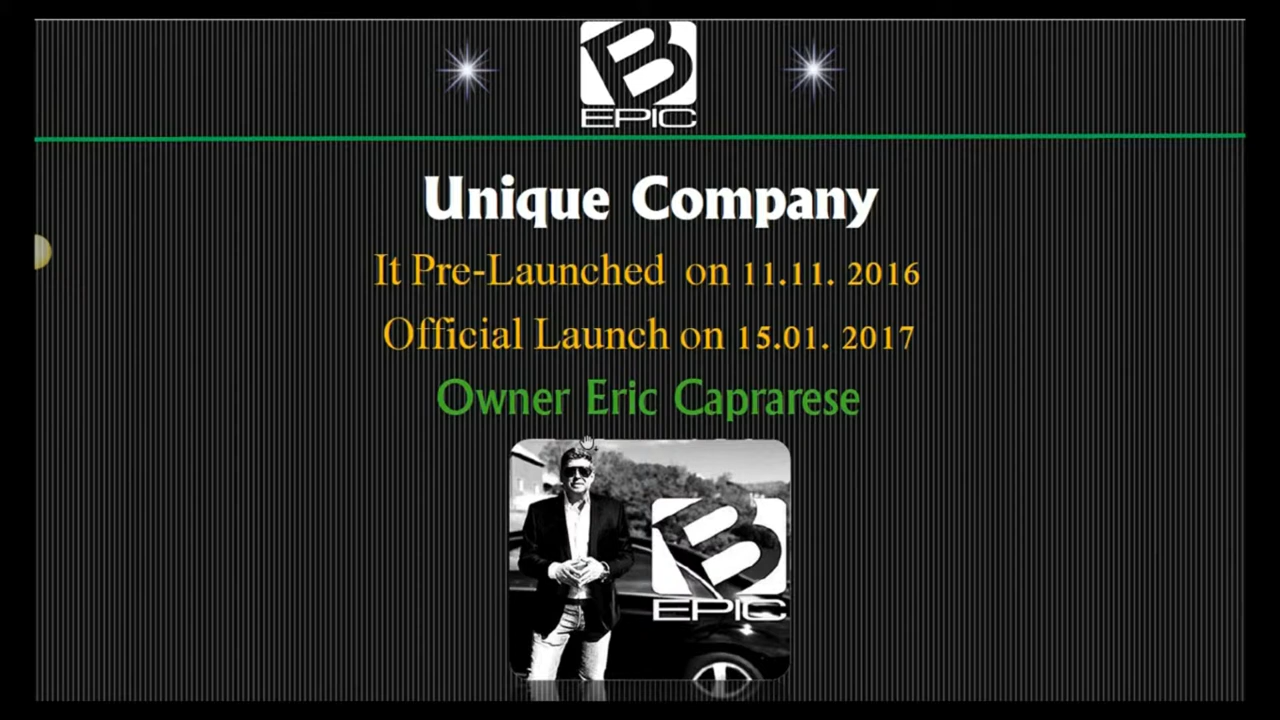 B
EPIC
Unique Company
It Pre-Launched on 11.11. 2016
Official Launch on 15.01. 2017
Owner Eric Caprarese
B
EPIC